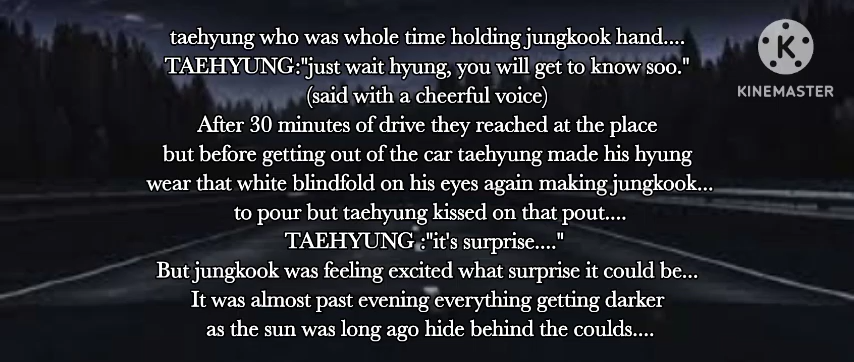 taehyung who was whole time holding jungkook hand....
TAEHYUNG:"just wait hyung, you will get to know soo."
(said with a cheerful voice)
After 30 minutes of drive they reached at the place
but before getting out of the car taehyung made his hyung
wear that white blindfold on his eyes again making jungkook...
to pour but taehyung kissed on that pout....
TAEHYUNG :"it's surprise...."
But jungkook was feeling excited what surprise it could be...
It was almost past evening everything getting darker
as the sun was long ago hide behind the coulds....
K
KINEMASTER